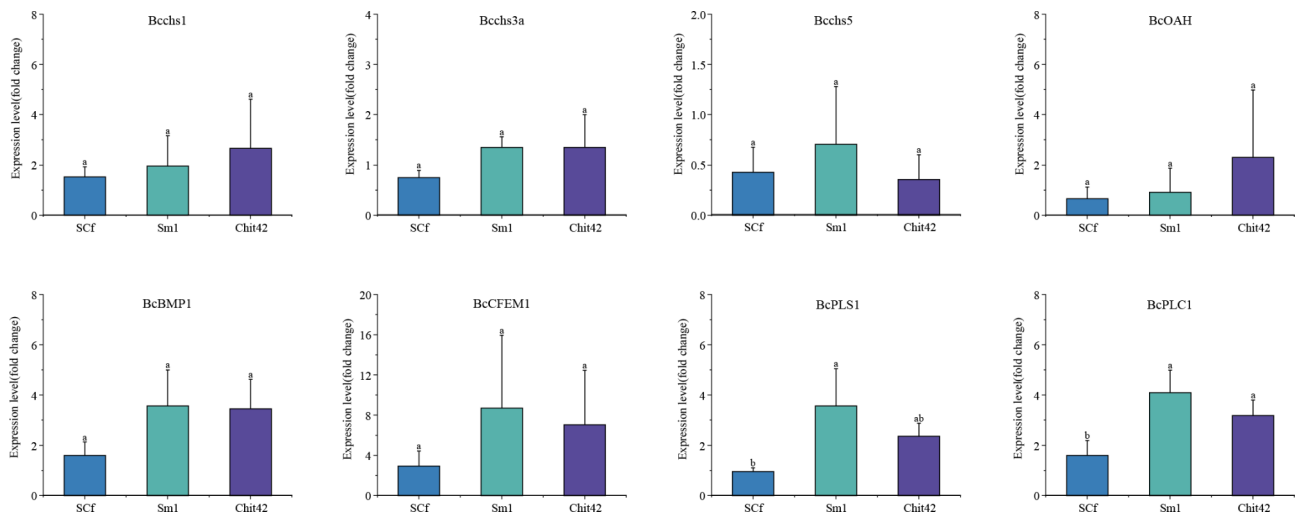 Bcchs1
Expression level(fold change)
8
6
4
2
0
a
a
a
SCf
Sm1
Chit42
Bcchs3a
Expression level(fold change)
4
3
2
1
0
a
a
a
SCf
Sm1
Chit42
Bcchs5
Expression level(fold change)
2.0
1.5
1.0
0.5
0.0
a
a
a
SCf
Sm1
Chit42
BcOAH
Expression level(fold change)
8
6
4
2
0
a
a
a
SCf
Sm1
Chit42
BcBMP1
Expression level(fold change)
8
6
4
2
0
a
a
a
SCf
Sm1
Chit42
BcCFEM1
Expression level(fold change)
20
16
12
8
4
0
a
a
a
SCf
Sm1
Chit42
BcPLS1
Expression level(fold change)
8
6
4
2
0
b
a
ab
SCf
Sm1
Chit42
BcPLC1
Expression level(fold change)
8
6
4
2
0
b
a
a
SCf
Sm1
Chit42